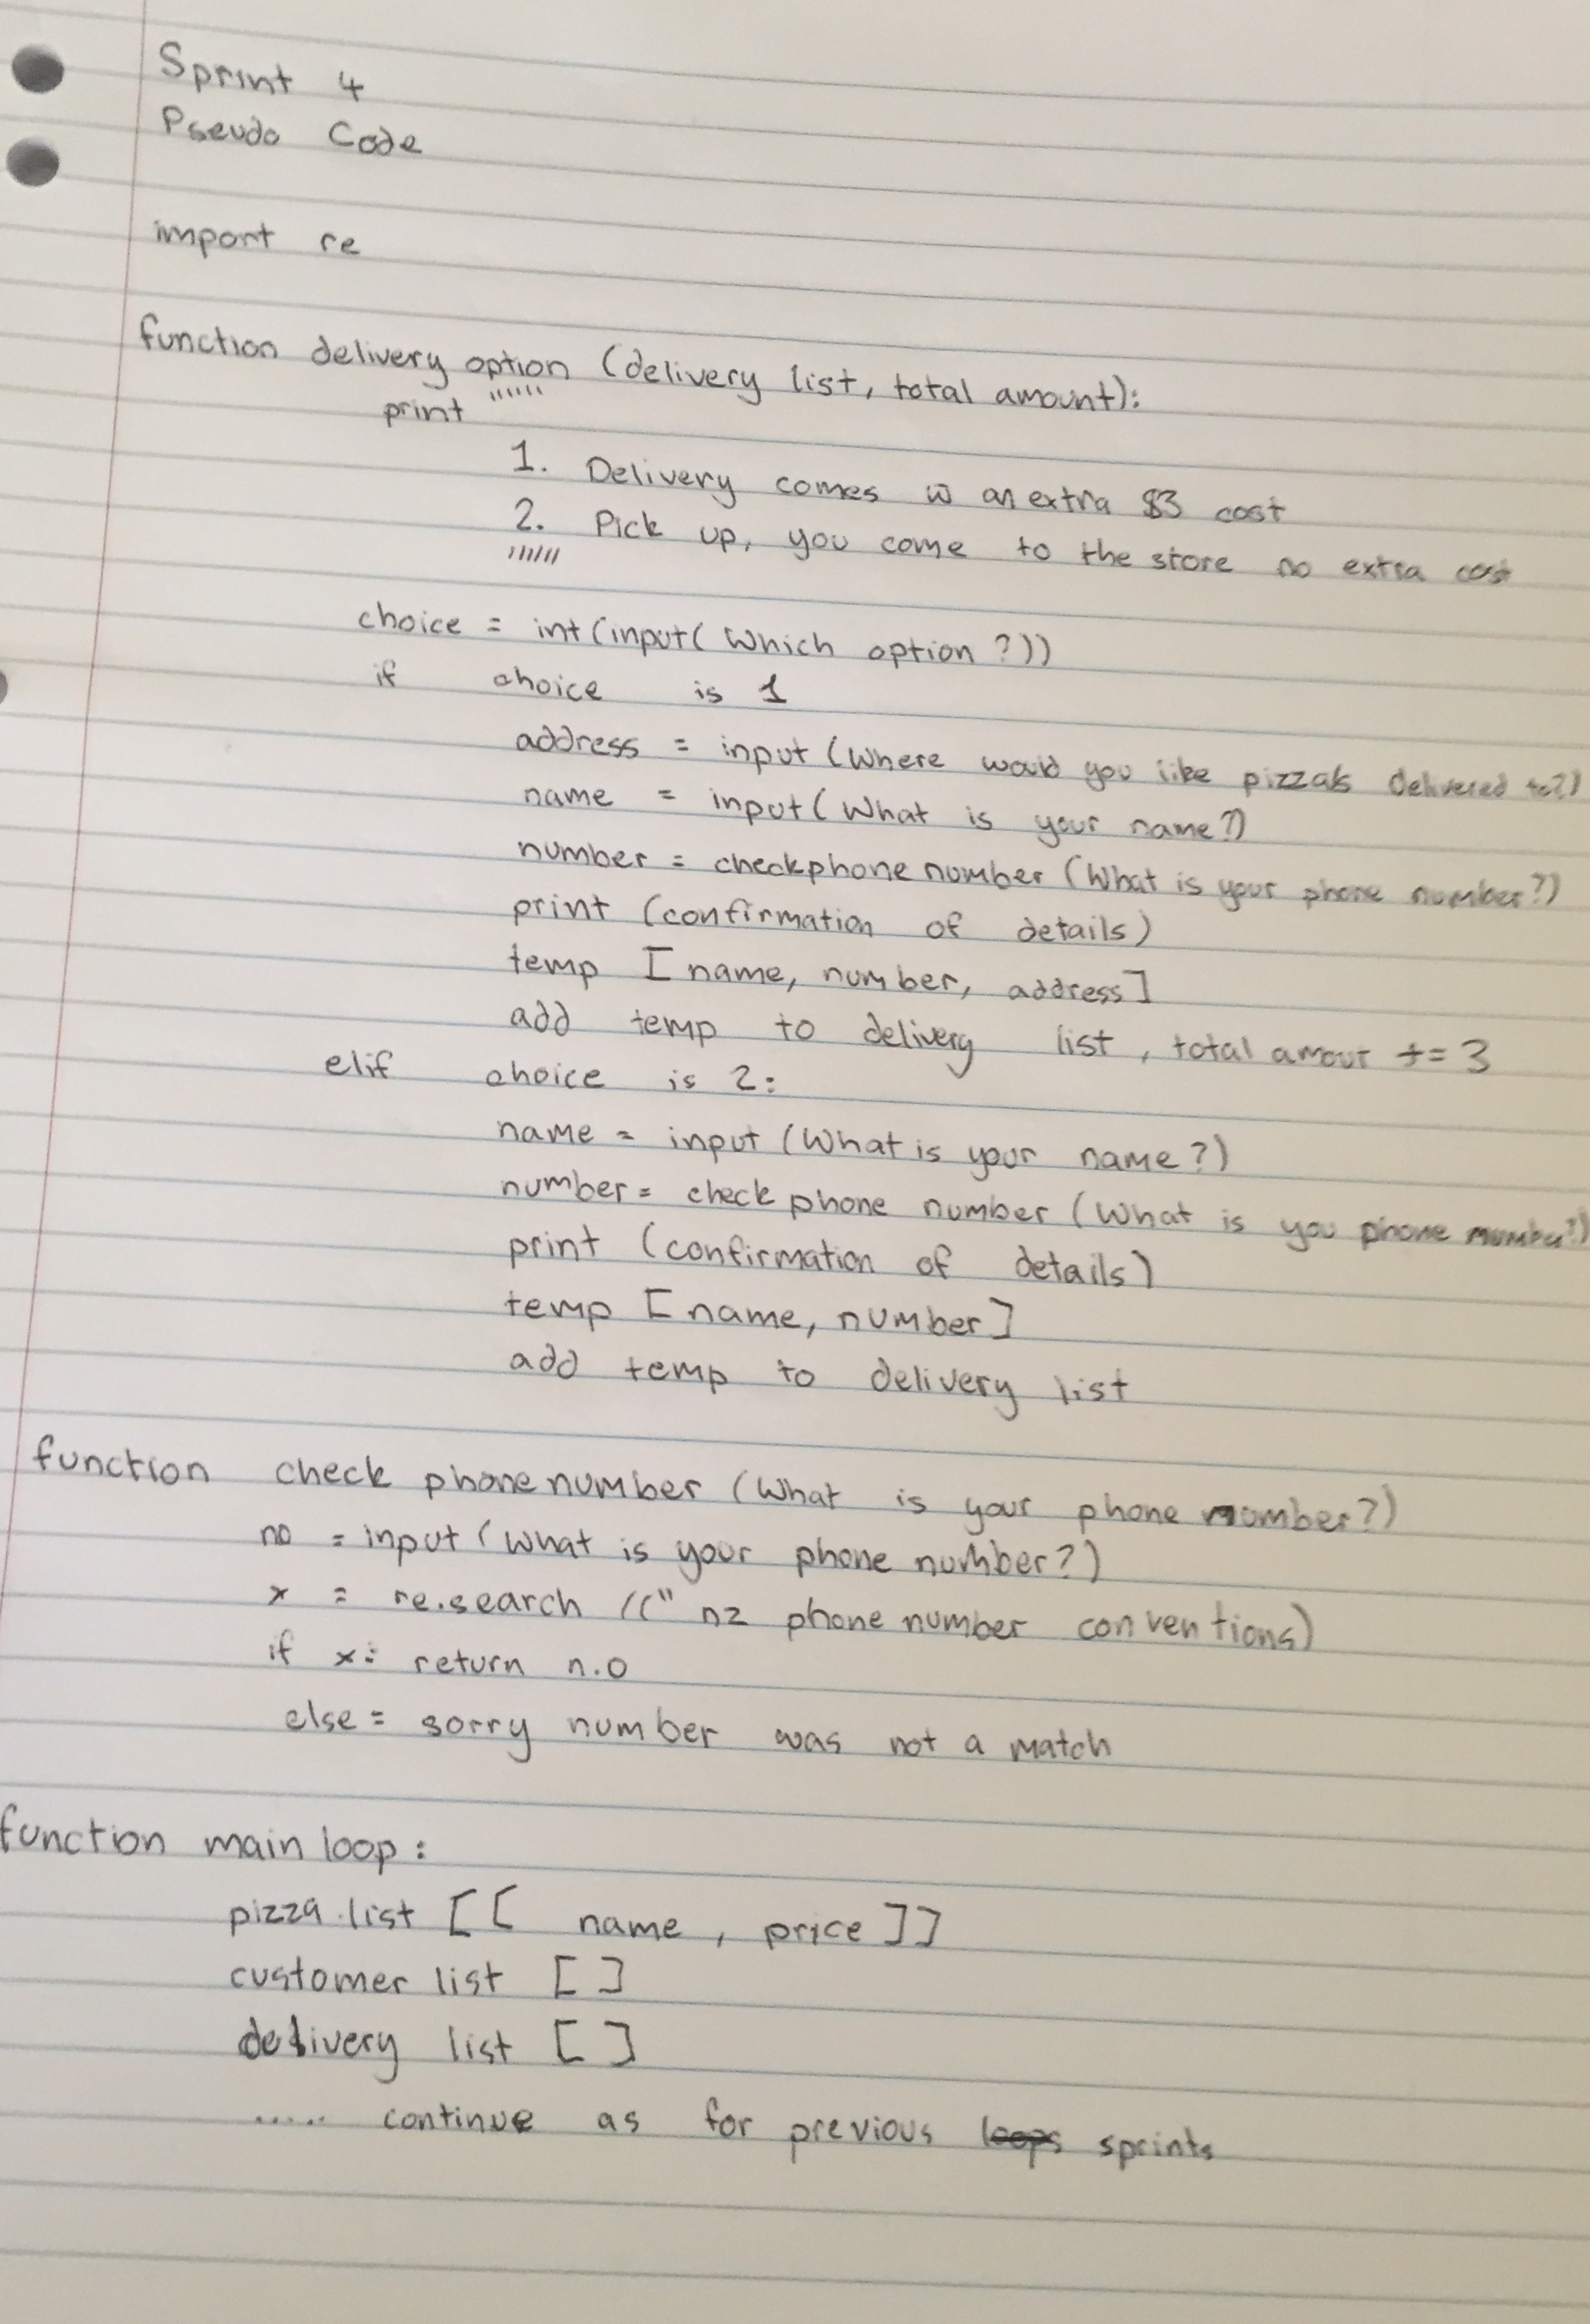 Sprint 4
Pseudo Code
import re
function delivery option (delivery list, total amount):
print """
1. Delivery comes w an extra $3 cost
2. Pick up, you come to the store no extra cost
"""
choice = int(input( Which option ?))
if choice is 1
address = input (Where would you like pizzas delivered to?)
name = input( What is your name?)
number = checkphone number (What is your phone number?)
print (confirmation of details)
temp [ name, number, address]
add temp to delivery list, total amout += 3
elif choice is 2:
name = input (What is your name?)
number = check phone number (What is you phone number?)
print (confirmation of details)
temp [ name, number ]
add temp to delivery list
function check phone number (What is your phone number?)
no = input (What is your phone number?)
x = re.search (("nz phone number conventions)
if x: return n.o
else = sorry number was not a match
function main loop :
pizza list [[ name, price ]]
customer list [ ]
delivery list [ ]
..... continue as for previous loops sprints